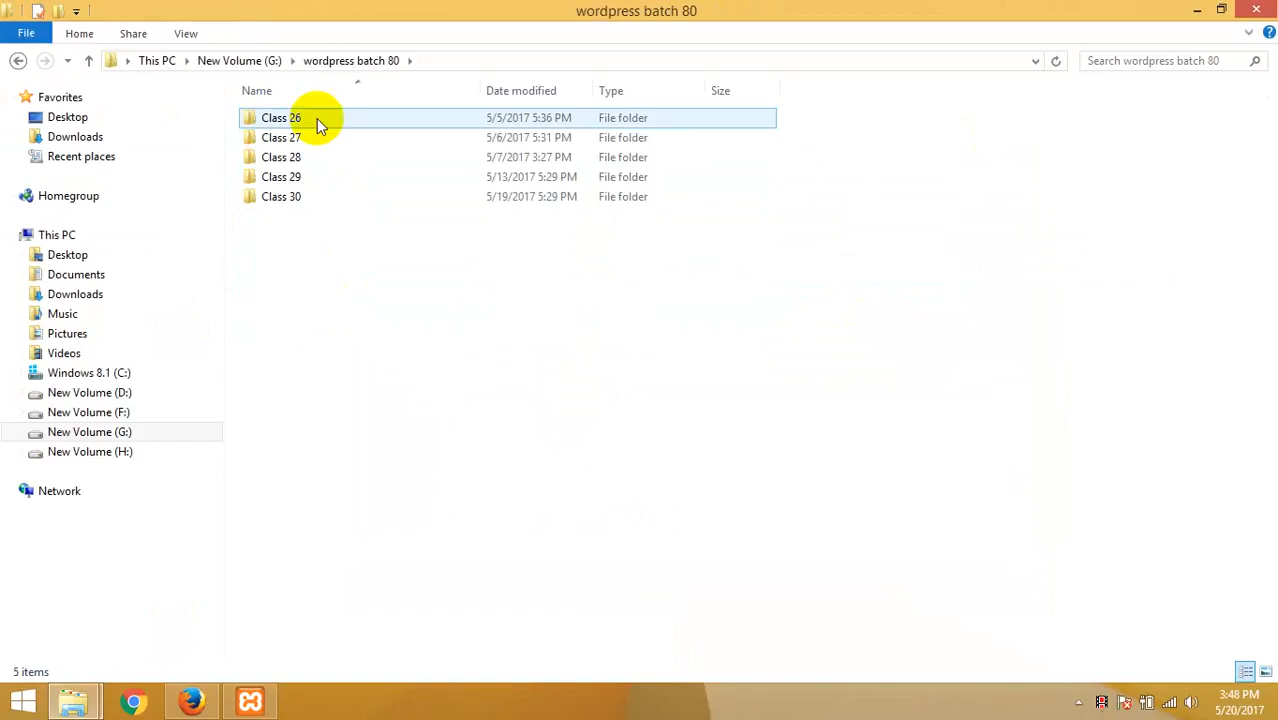 wordpress batch 80
File Home Share View
This PC New Volume (G:) wordpress batch 80 Search wordpress batch 80
Name Date modified Type Size
Favorites
Desktop
Downloads
Recent places
Homegroup
This PC
Desktop
Documents
Downloads
Music
Pictures
Videos
Windows 8.1 (C:)
New Volume (D:)
New Volume (F:)
New Volume (G:)
New Volume (H:)
Network
Class 26 5/5/2017 5:36 PM File folder
Class 27 5/6/2017 5:31 PM File folder
Class 28 5/7/2017 3:27 PM File folder
Class 29 5/13/2017 5:29 PM File folder
Class 30 5/19/2017 5:29 PM File folder
5 items
3:48 PM
5/20/2017